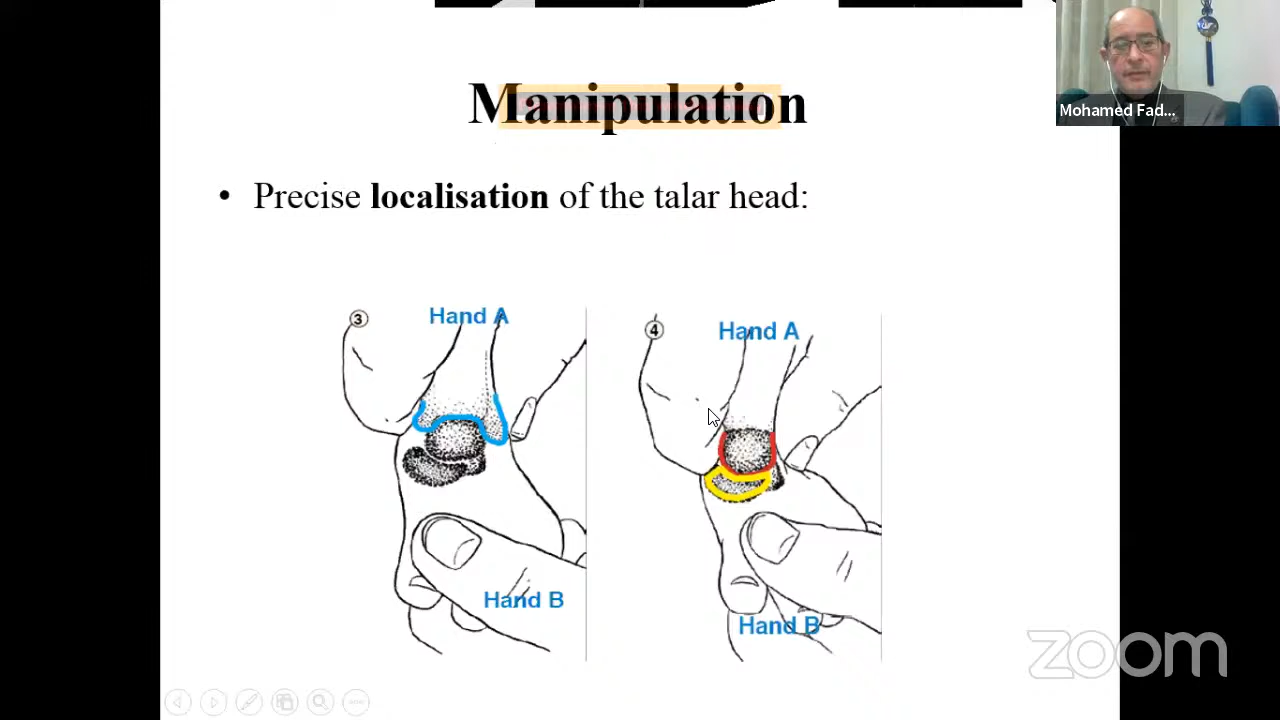 Manipulation
Mohamed Fad...
• Precise localisation of the talar head:
3
Hand A
4
Hand A
Hand B
Hand B
zoom